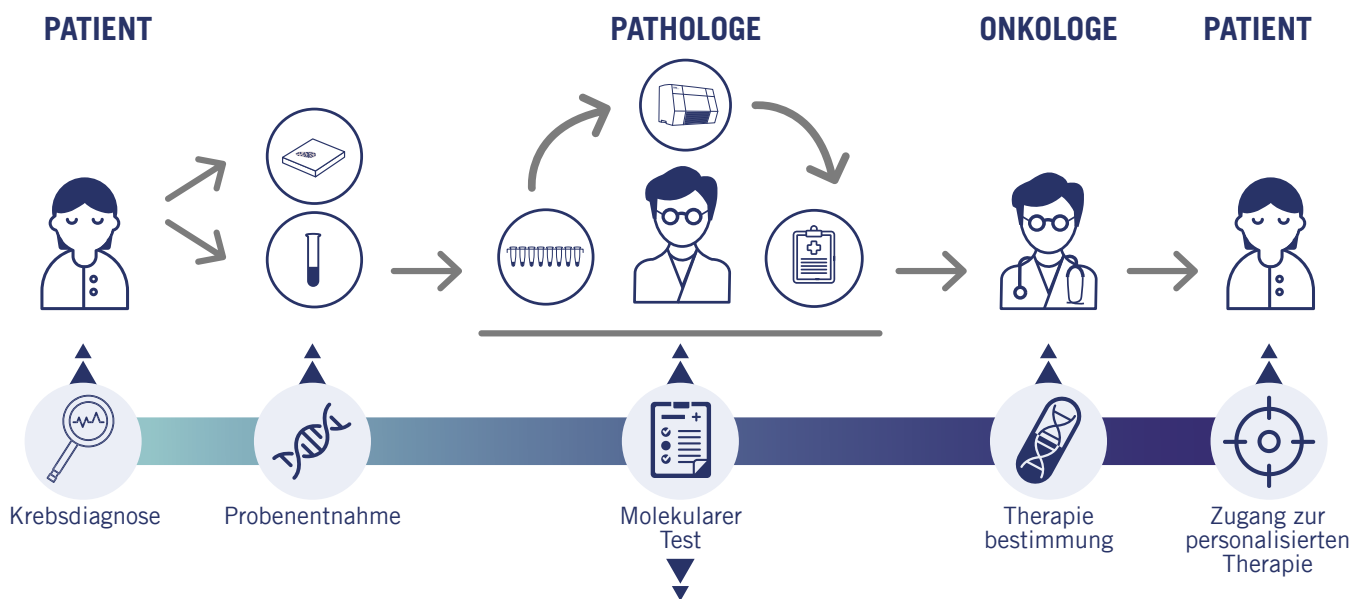 PATIENT
PATHOLOGE
ONKOLOGE
PATIENT
Krebsdiagnose
Probenentnahme
Molekularer
Test
Therapie
bestimmung
Zugang zur
personalisierten
Therapie